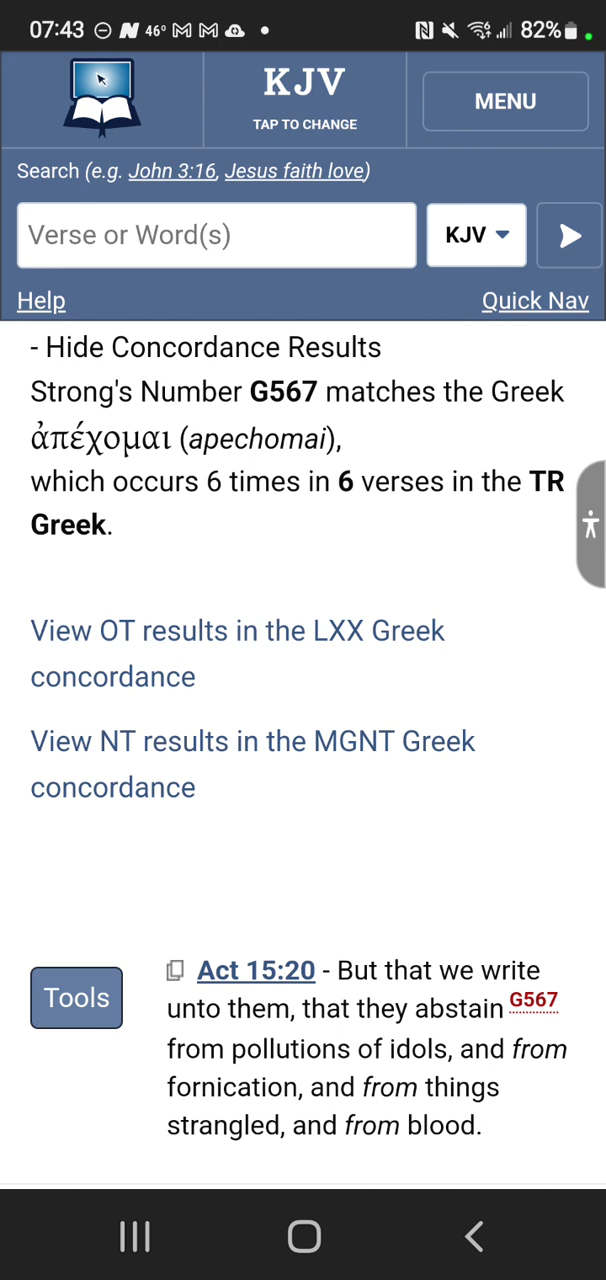 07:43 46° 82%
KJV
TAP TO CHANGE
MENU
Search (e.g. John 3:16, Jesus faith love)
Verse or Word(s)
KJV
Help
Quick Nav
- Hide Concordance Results
Strong's Number G567 matches the Greek
ἀπέχομαι (apechomai),
which occurs 6 times in 6 verses in the TR
Greek.
View OT results in the LXX Greek
concordance
View NT results in the MGNT Greek
concordance
Tools
Act 15:20 - But that we write
unto them, that they abstain G567
from pollutions of idols, and from
fornication, and from things
strangled, and from blood.